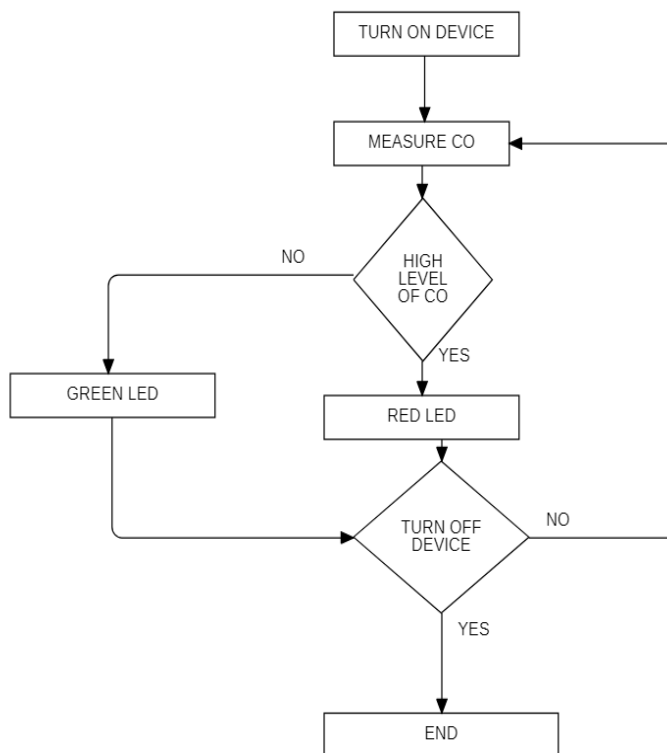 TURN ON DEVICE
MEASURE CO
NO
HIGH
LEVEL
OF CO
YES
GREEN LED
RED LED
TURN OFF
DEVICE
NO
YES
END